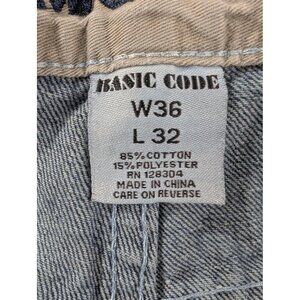 BASIC CODE
W36
L 32
85% COTTON
15% POLYESTER
RN 128304
MADE IN CHINA
CARE ON REVERSE